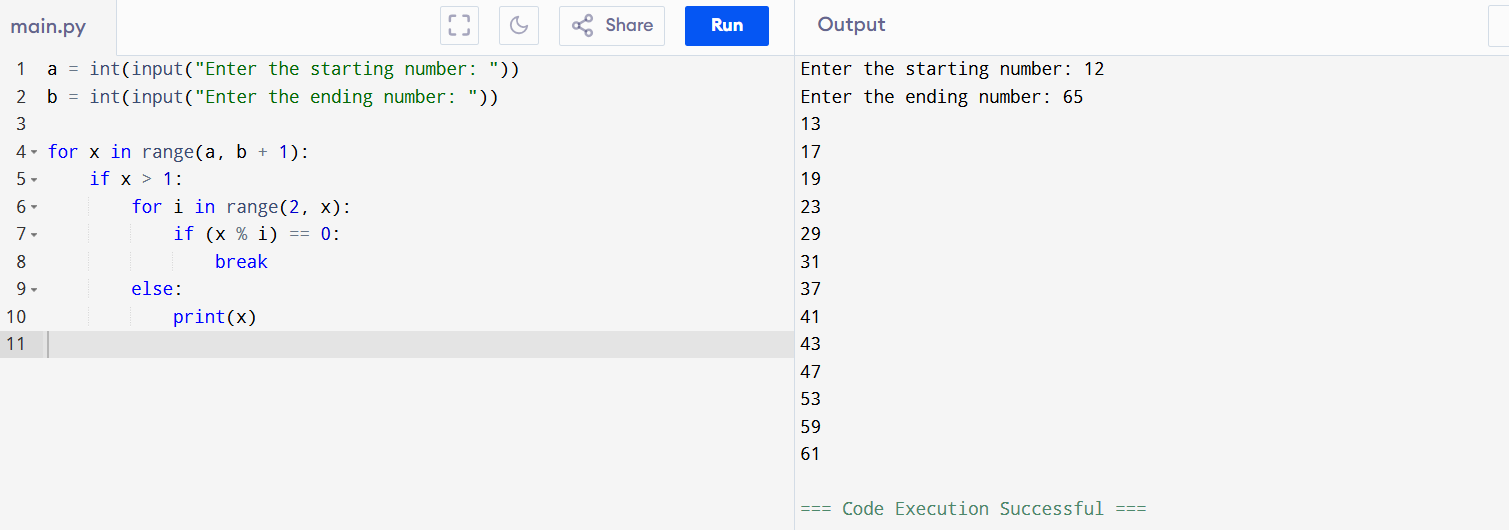 main.py
Share
Run
Output
1 a = int(input("Enter the starting number: "))
2 b = int(input("Enter the ending number: "))
3
4 for x in range(a, b + 1):
5     if x > 1:
6         for i in range(2, x):
7             if (x % i) == 0:
8                 break
9         else:
10             print(x)
11
Enter the starting number: 12
Enter the ending number: 65
13
17
19
23
29
31
37
41
43
47
53
59
61
=== Code Execution Successful ===